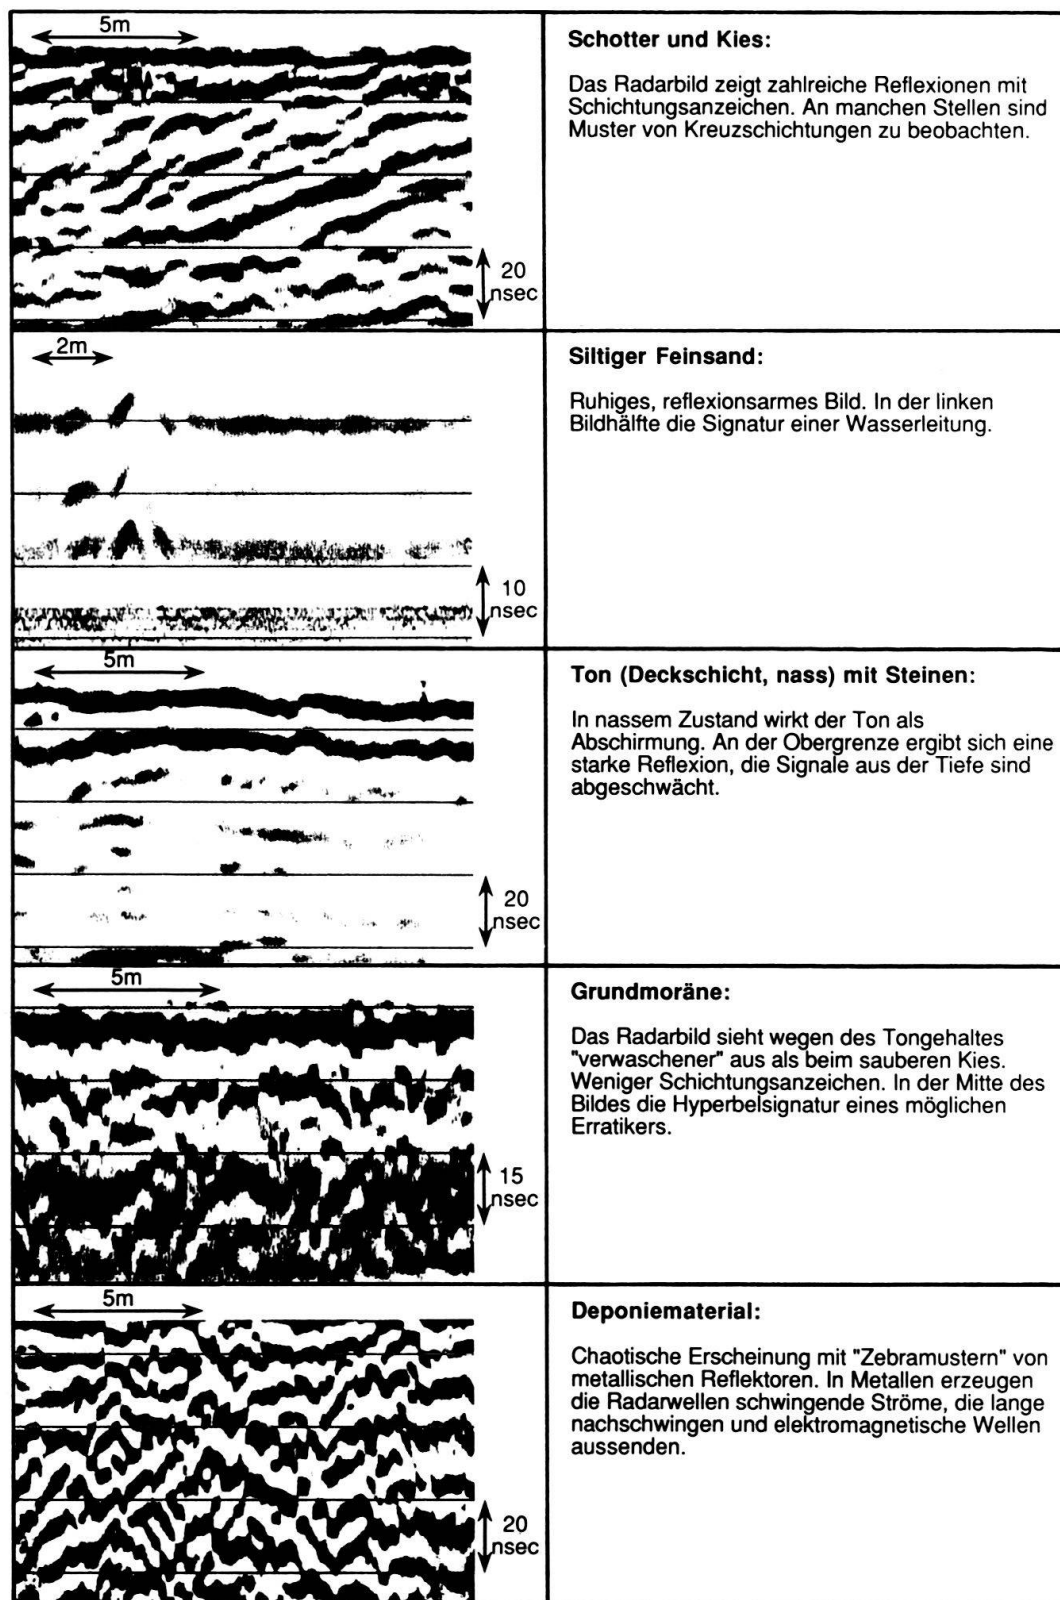 5m
20
nsec
Schotter und Kies:
Das Radarbild zeigt zahlreiche Reflexionen mit
Schichtungsanzeichen. An manchen Stellen sind
Muster von Kreuzschichtungen zu beobachten.
2m
10
nsec
Siltiger Feinsand:
Ruhiges, reflexionsarmes Bild. In der linken
Bildhälfte die Signatur einer Wasserleitung.
5m
20
nsec
Ton (Deckschicht, nass) mit Steinen:
In nassem Zustand wirkt der Ton als
Abschirmung. An der Obergrenze ergibt sich eine
starke Reflexion, die Signale aus der Tiefe sind
abgeschwächt.
5m
15
nsec
Grundmoräne:
Das Radarbild sieht wegen des Tongehaltes
"verwaschener" aus als beim sauberen Kies.
Weniger Schichtungsanzeichen. In der Mitte des
Bildes die Hyperbelsignatur eines möglichen
Erratikers.
5m
20
nsec
Deponiematerial:
Chaotische Erscheinung mit "Zebramustern" von
metallischen Reflektoren. In Metallen erzeugen
die Radarwellen schwingende Ströme, die lange
nachschwingen und elektromagnetische Wellen
aussenden.